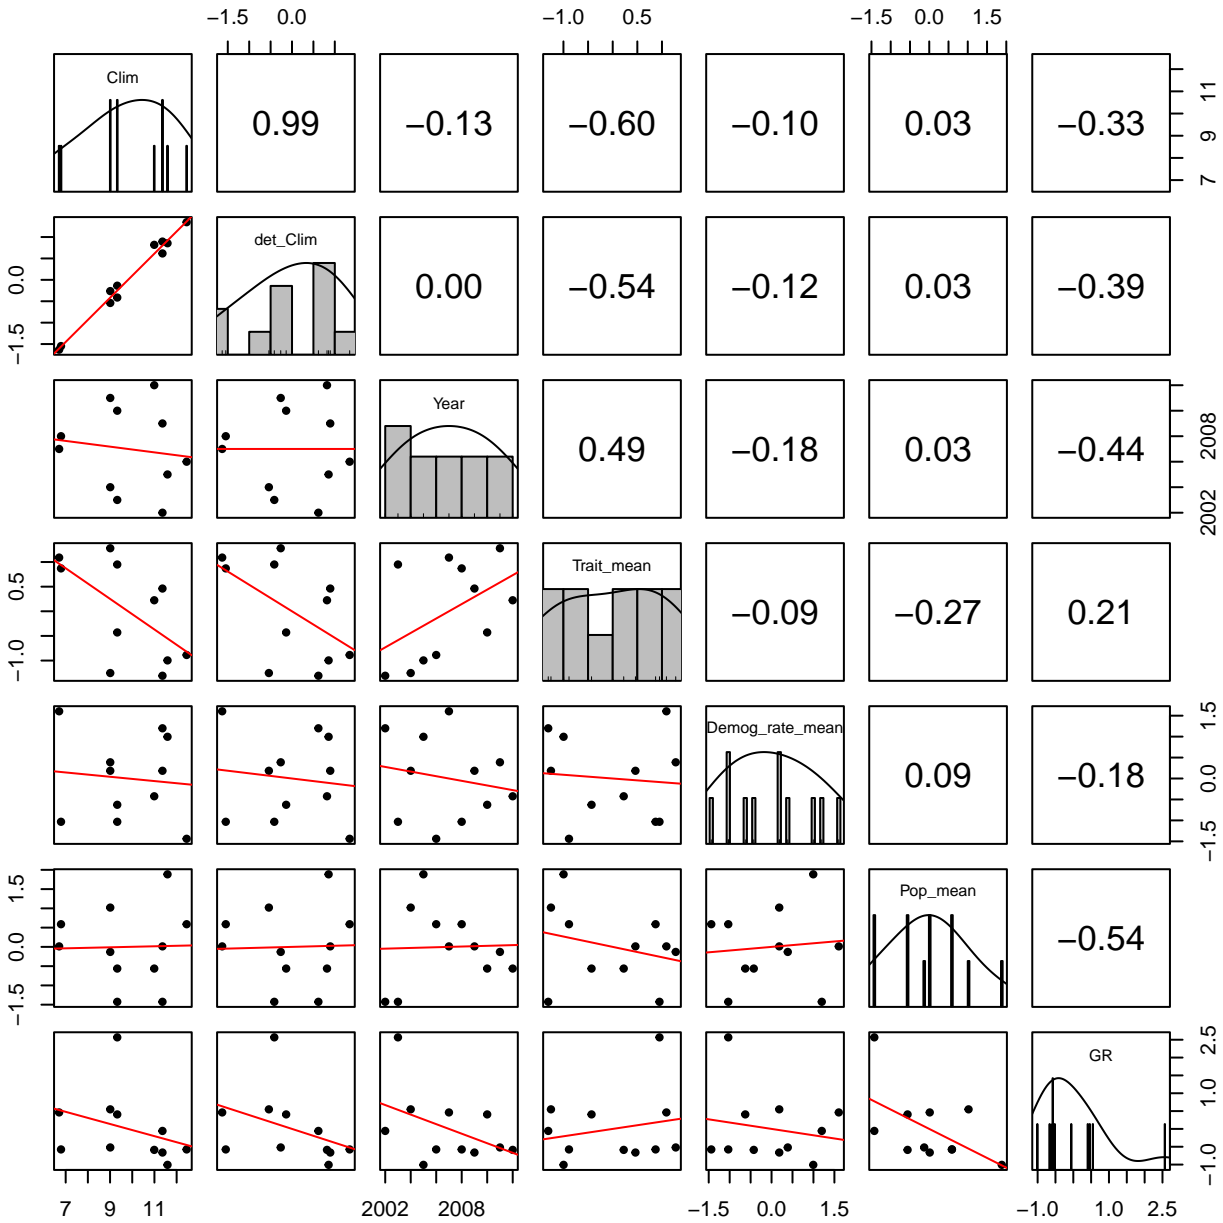 −1.5 0.0 −1.0 0.5 −1.5 0.0 1.5
Clim 0.99 −0.13 −0.60 −0.10 0.03 −0.33 7 9 11
−1.5 0.0 det_Clim 0.00 −0.54 −0.12 0.03 −0.39
Year 0.49 −0.18 0.03 −0.44 2002 2008
−1.0 0.5 Trait_mean −0.09 −0.27 0.21
Demog_rate_mean 0.09 −0.18 −1.5 0.0 1.5
−1.5 0.0 1.5 Pop_mean −0.54
GR −1.0 1.0 2.5
7 9 11 2002 2008 −1.5 0.0 1.5 −1.0 1.0 2.5